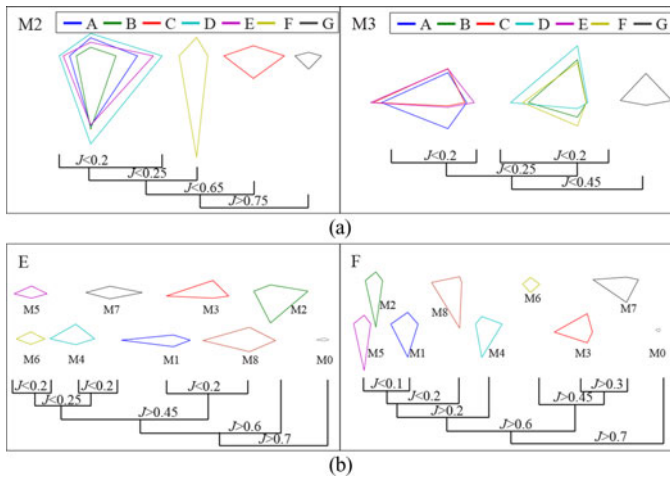 M2 A B C D E F G
M3 A B C D E F G
J<0.2
J<0.25
J<0.65
J>0.75
J<0.2 J<0.2
J<0.25
J<0.45
(a)
E
M5 M7 M3 M2
M6 M4 M1 M8 M0
J<0.2 J<0.2 J<0.2
J<0.25
J>0.45
J>0.6
J>0.7
F
M2 M8 M6 M7
M5 M1 M4 M3 M0
J<0.1 J>0.3
J<0.2 J>0.45
J>0.2
J>0.6
J>0.7
(b)